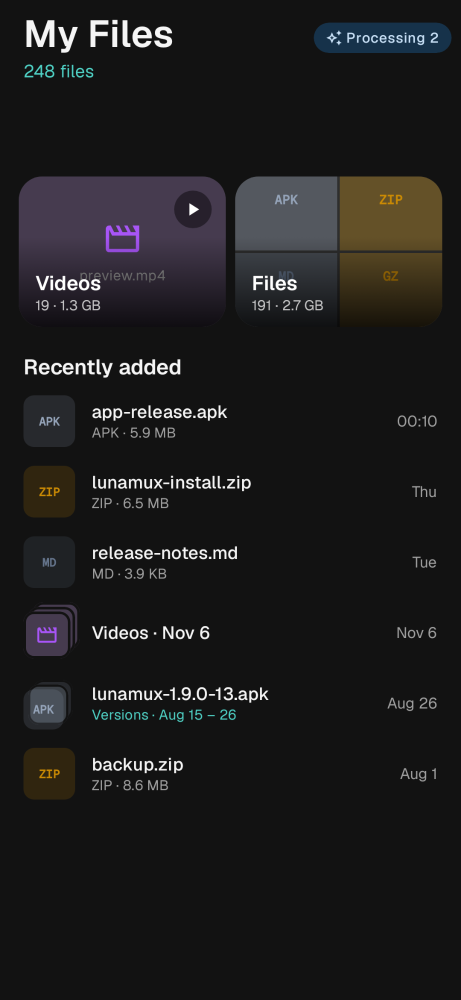 My Files
Processing 2
248 files
APK
ZIP
preview.mp4
MD
GZ
Videos
19 · 1.3 GB
Files
191 · 2.7 GB
Recently added
APK
app-release.apk
APK · 5.9 MB
00:10
ZIP
lunamux-install.zip
ZIP · 6.5 MB
Thu
MD
release-notes.md
MD · 3.9 KB
Tue
Videos · Nov 6
Nov 6
APK
lunamux-1.9.0-13.apk
Versions · Aug 15 – 26
Aug 26
ZIP
backup.zip
ZIP · 8.6 MB
Aug 1